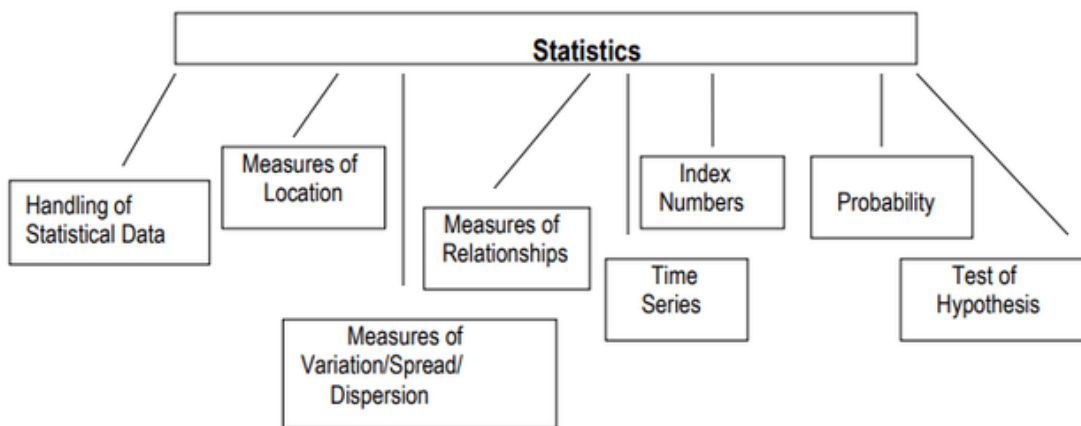 Statistics
Handling of
Statistical Data
Measures of
Location
Measures of
Variation/Spread/
Dispersion
Measures of
Relationships
Time
Series
Index
Numbers
Probability
Test of
Hypothesis